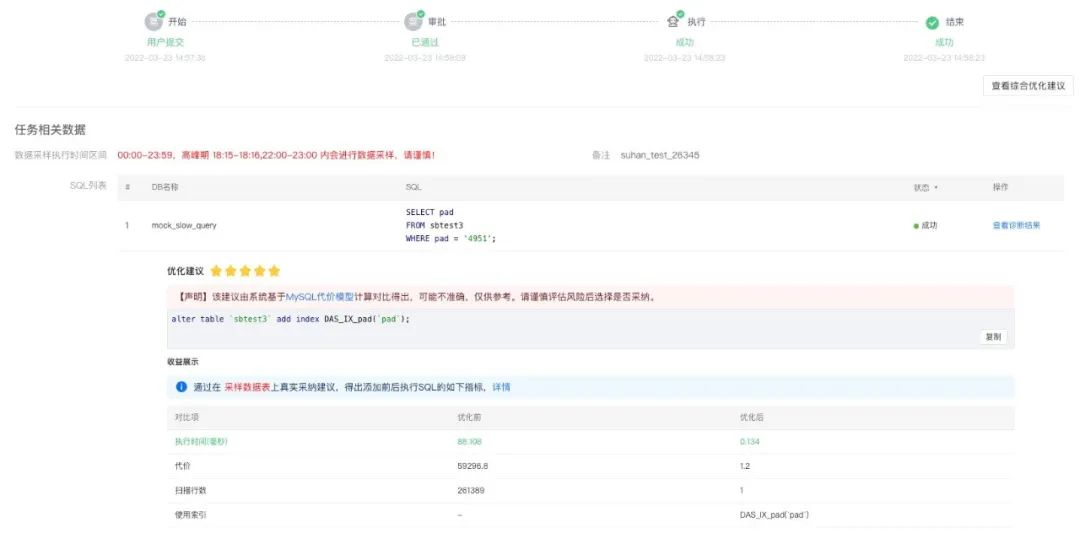 开始
审批
执行
结束
用户提交
已通过
成功
成功
2022-03-23 14:57:38
2022-03-23 14:58:09
2022-03-23 14:58:23
2022-03-23 14:58:23
查看综合优化建议
任务相关数据
数据采样执行时间区间 00:00-23:59，高峰期 18:15-18:16,22:00-23:00 内会进行数据采样，请谨慎！
备注 suhan_test_26345
SQL列表
# DB名称 SQL 状态 操作
SELECT pad
1 mock_slow_query FROM sbtest3 成功 查看诊断结果
WHERE pad = '4951';
优化建议
【声明】该建议由系统基于MySQL代价模型计算对比得出，可能不准确，仅供参考。请谨慎评估风险后选择是否采纳。
alter table `sbtest3` add index DAS_IX_pad(`pad`);
复制
收益展示
通过在 采样数据表上真实采纳建议，得出添加前后执行SQL的如下指标，详情
对比项 优化前 优化后
执行时间(毫秒) 88.108 0.134
代价 59296.8 1.2
扫描行数 261389 1
使用索引 - DAS_IX_pad(`pad`)